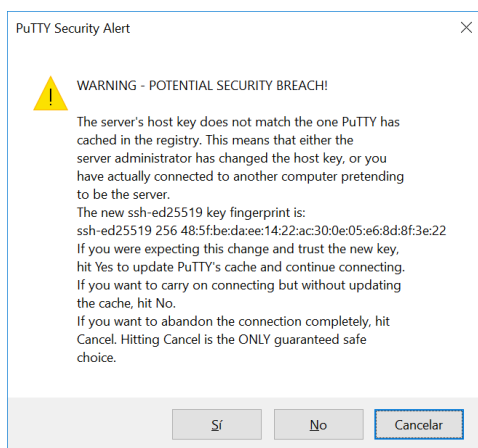 PuTTY Security Alert
WARNING - POTENTIAL SECURITY BREACH!
The server's host key does not match the one PuTTY has
cached in the registry. This means that either the
server administrator has changed the host key, or you
have actually connected to another computer pretending
to be the server.
The new ssh-ed25519 key fingerprint is:
ssh-ed25519 256 48:5f:be:da:ee:14:22:ac:30:0e:05:e6:8d:8f:3e:22
If you were expecting this change and trust the new key,
hit Yes to update PuTTY's cache and continue connecting.
If you want to carry on connecting but without updating
the cache, hit No.
If you want to abandon the connection completely, hit
Cancel. Hitting Cancel is the ONLY guaranteed safe
choice.
Sí No Cancelar